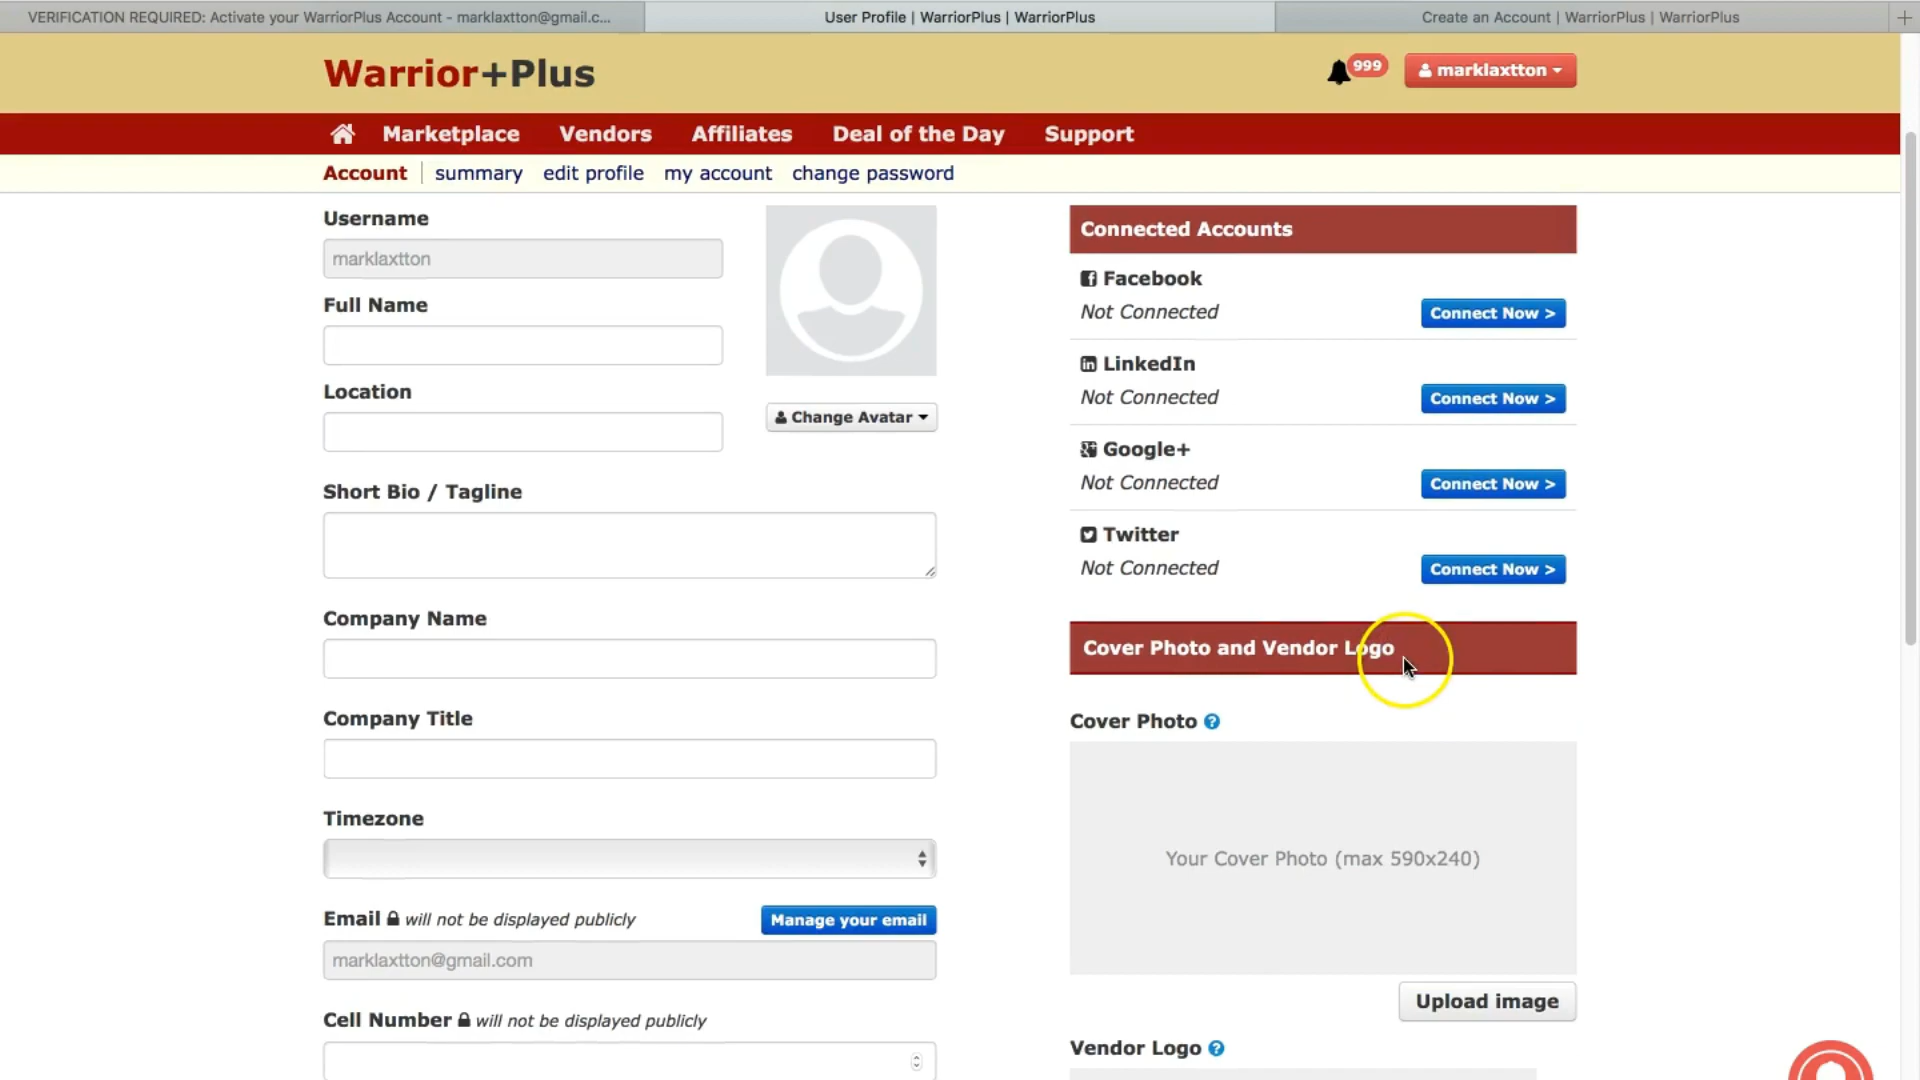 VERIFICATION REQUIRED: Activate your WarriorPlus Account - marklaxtton@gmail.c...
User Profile | WarriorPlus | WarriorPlus
Create an Account | WarriorPlus | WarriorPlus
Warrior+Plus
999
marklaxtton
Marketplace
Vendors
Affiliates
Deal of the Day
Support
Account
summary
edit profile
my account
change password
Username
marklaxtton
Full Name
Location
Change Avatar
Short Bio / Tagline
Company Name
Company Title
Timezone
Email will not be displayed publicly
Manage your email
marklaxtton@gmail.com
Cell Number will not be displayed publicly
Connected Accounts
Facebook
Not Connected
Connect Now >
LinkedIn
Not Connected
Connect Now >
Google+
Not Connected
Connect Now >
Twitter
Not Connected
Connect Now >
Cover Photo and Vendor Logo
Cover Photo ?
Your Cover Photo (max 590x240)
Upload image
Vendor Logo ?